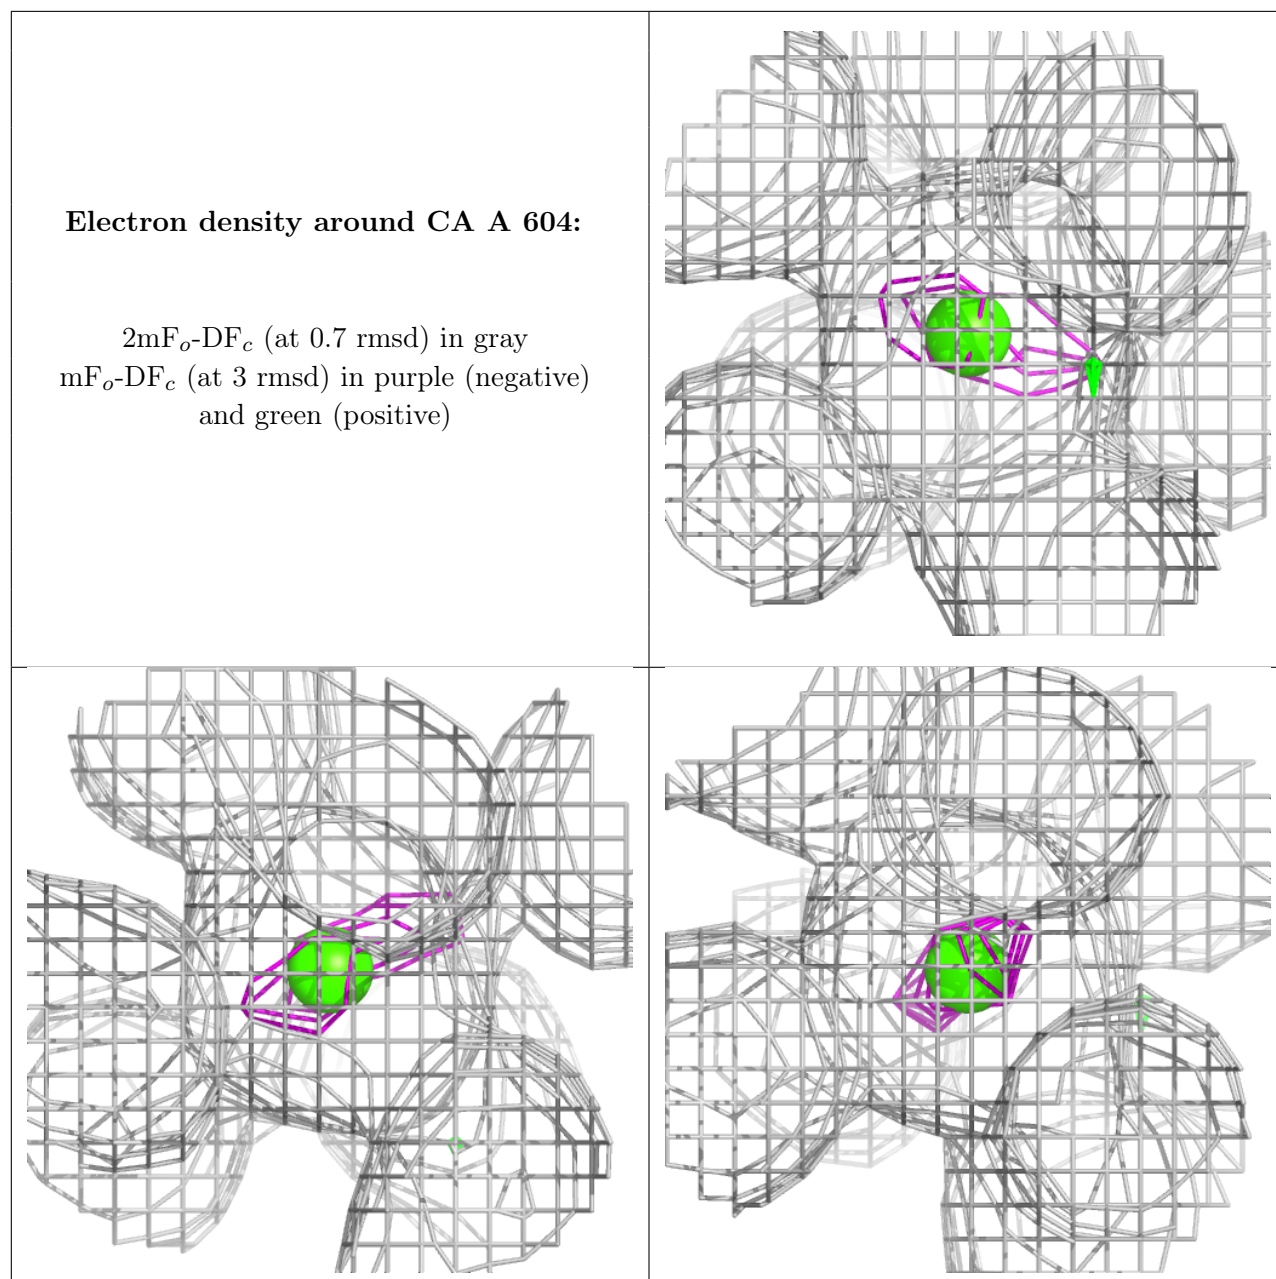 Electron density around CA A 604:
2mFo-DFc (at 0.7 rmsd) in gray
mFo-DFc (at 3 rmsd) in purple (negative)
and green (positive)